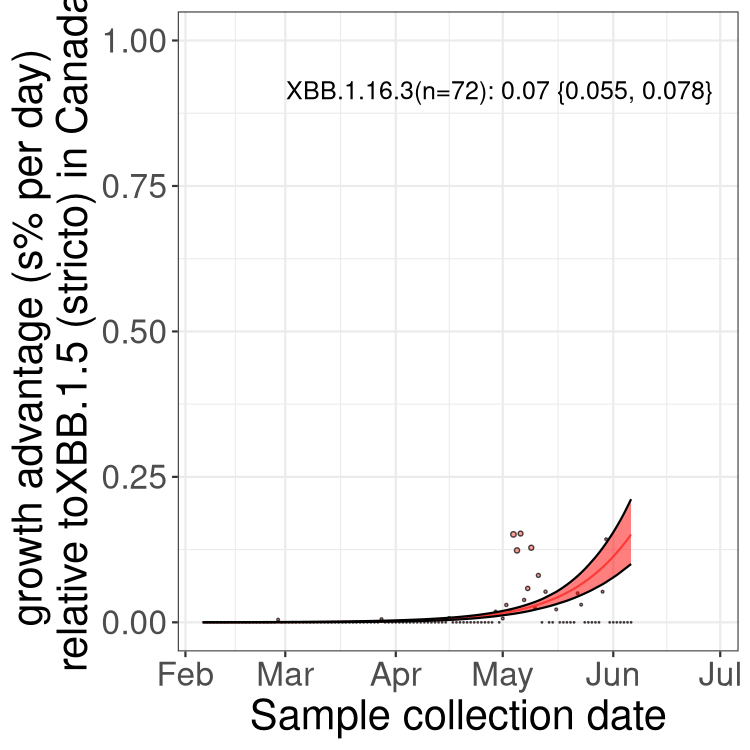 growth advantage (s% per day)
relative toXBB.1.5 (stricto) in Canada
1.00
0.75
0.50
0.25
0.00
XBB.1.16.3(n=72): 0.07 {0.055, 0.078}
Feb Mar Apr May Jun Jul
Sample collection date